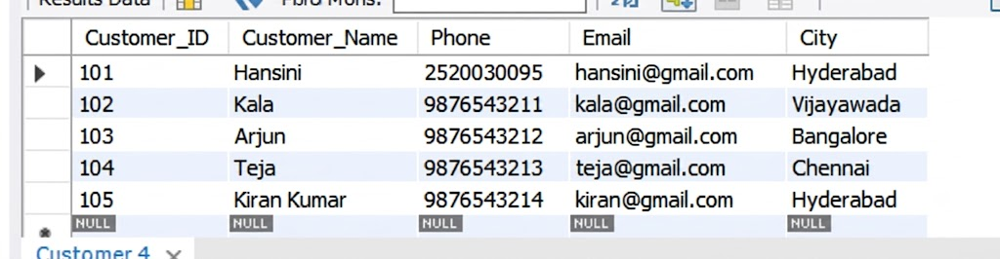 Results Data
Customer_ID Customer_Name Phone Email City
101 Hansini 2520030095 hansini@gmail.com Hyderabad
102 Kala 9876543211 kala@gmail.com Vijayawada
103 Arjun 9876543212 arjun@gmail.com Bangalore
104 Teja 9876543213 teja@gmail.com Chennai
105 Kiran Kumar 9876543214 kiran@gmail.com Hyderabad
NULL NULL NULL NULL NULL
Customer 4